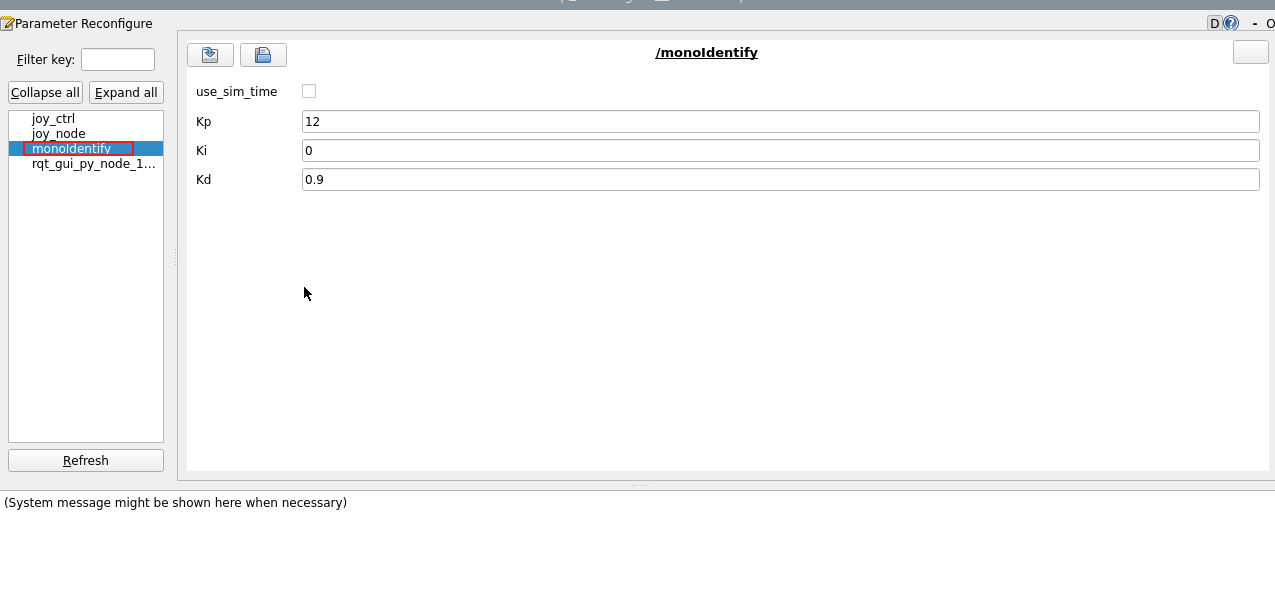 Parameter Reconfigure
D
Filter key:
Collapse all Expand all
joy_ctrl
joy_node
monoIdentify
rqt_gui_py_node_1...
Refresh
/monoIdentify
use_sim_time
Kp 12
Ki 0
Kd 0.9
(System message might be shown here when necessary)